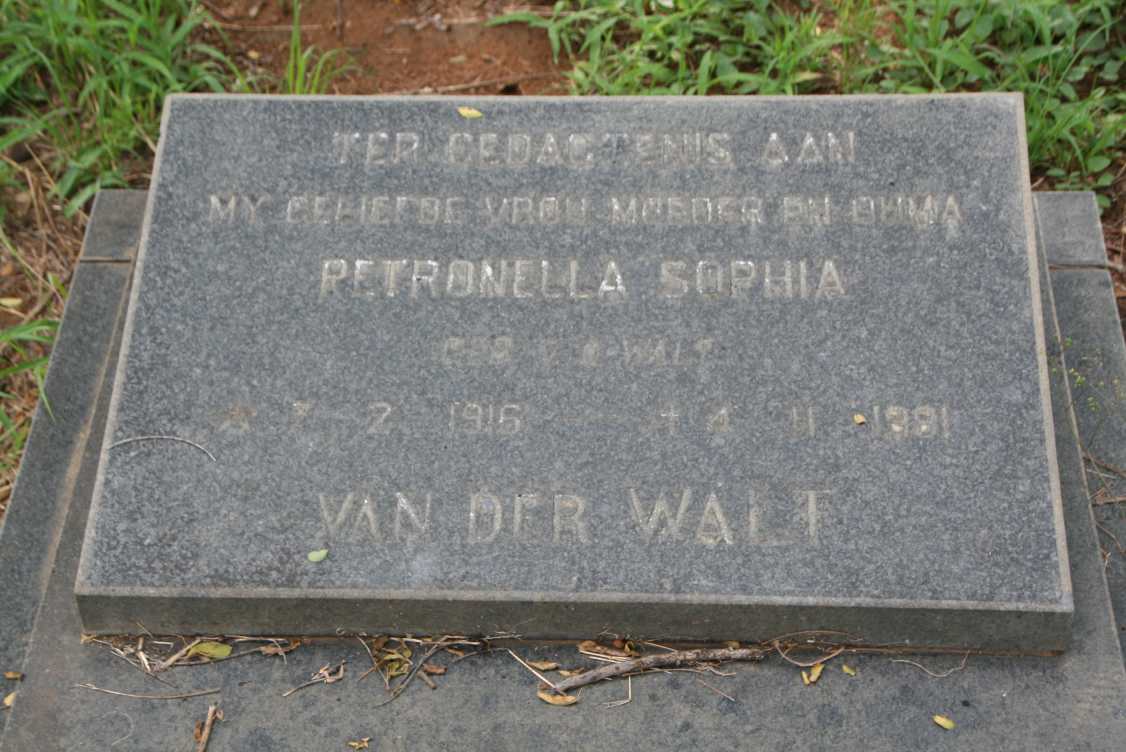 TER GEDAGTENIS AAN
MY GELIEFDE VROU MOEDER EN OUMA
PETRONELLA SOPHIA
GEB V D WALT
* 7 - 2 1916 — + 4 11 1981
VAN DER WALT